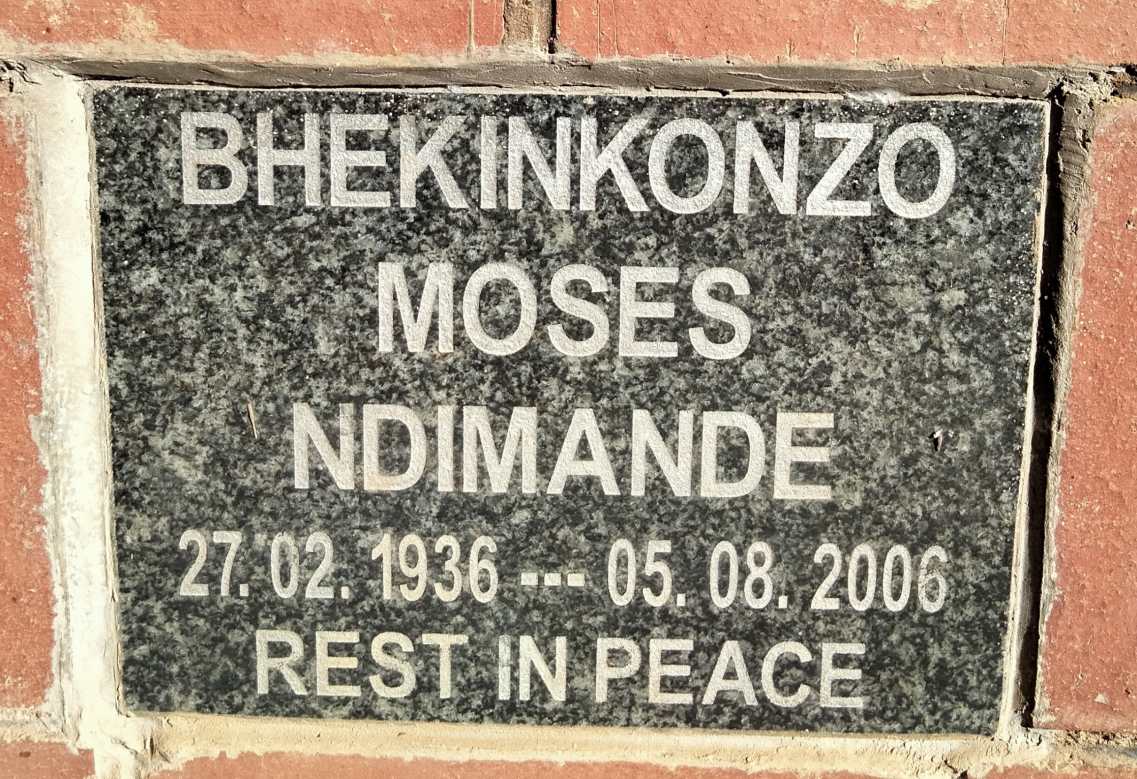 BHEKINKONZO
MOSES
NDIMANDE
27. 02. 1936 --- 05. 08. 2006
REST IN PEACE